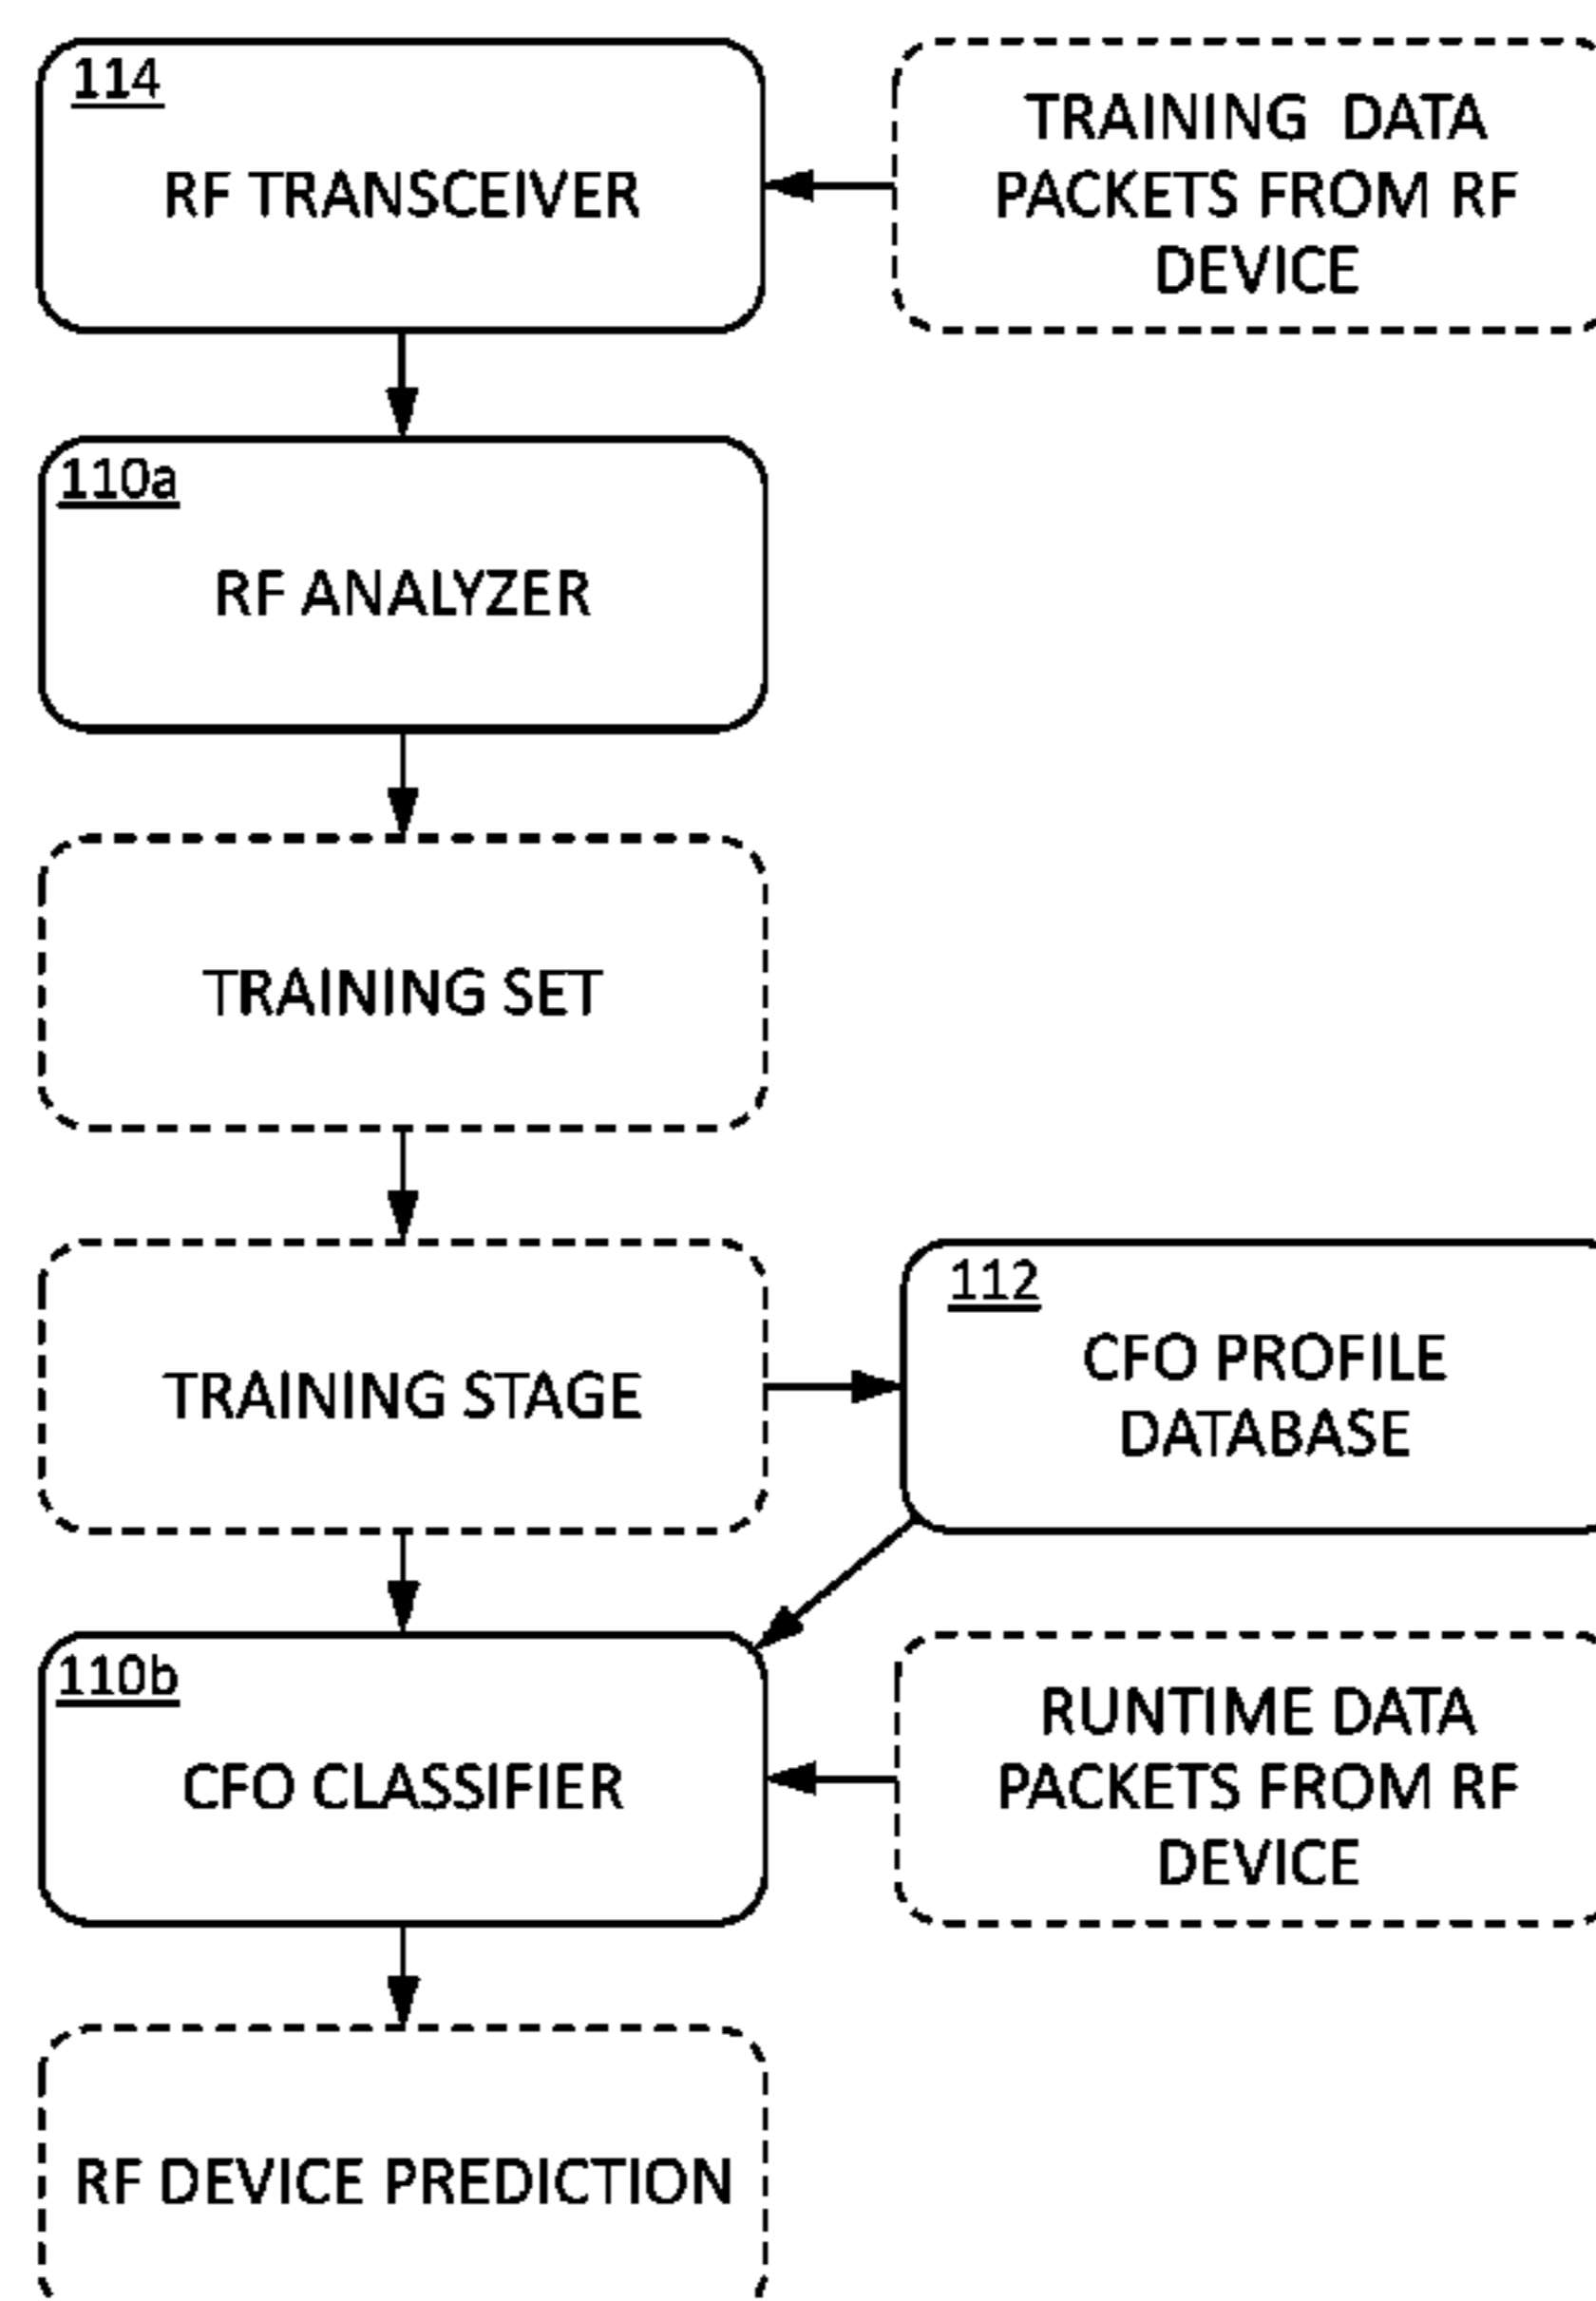 114
RF TRANSCEIVER
TRAINING DATA
PACKETS FROM RF
DEVICE
110a
RF ANALYZER
TRAINING SET
TRAINING STAGE
112
CFO PROFILE
DATABASE
110b
CFO CLASSIFIER
RUNTIME DATA
PACKETS FROM RF
DEVICE
RF DEVICE PREDICTION